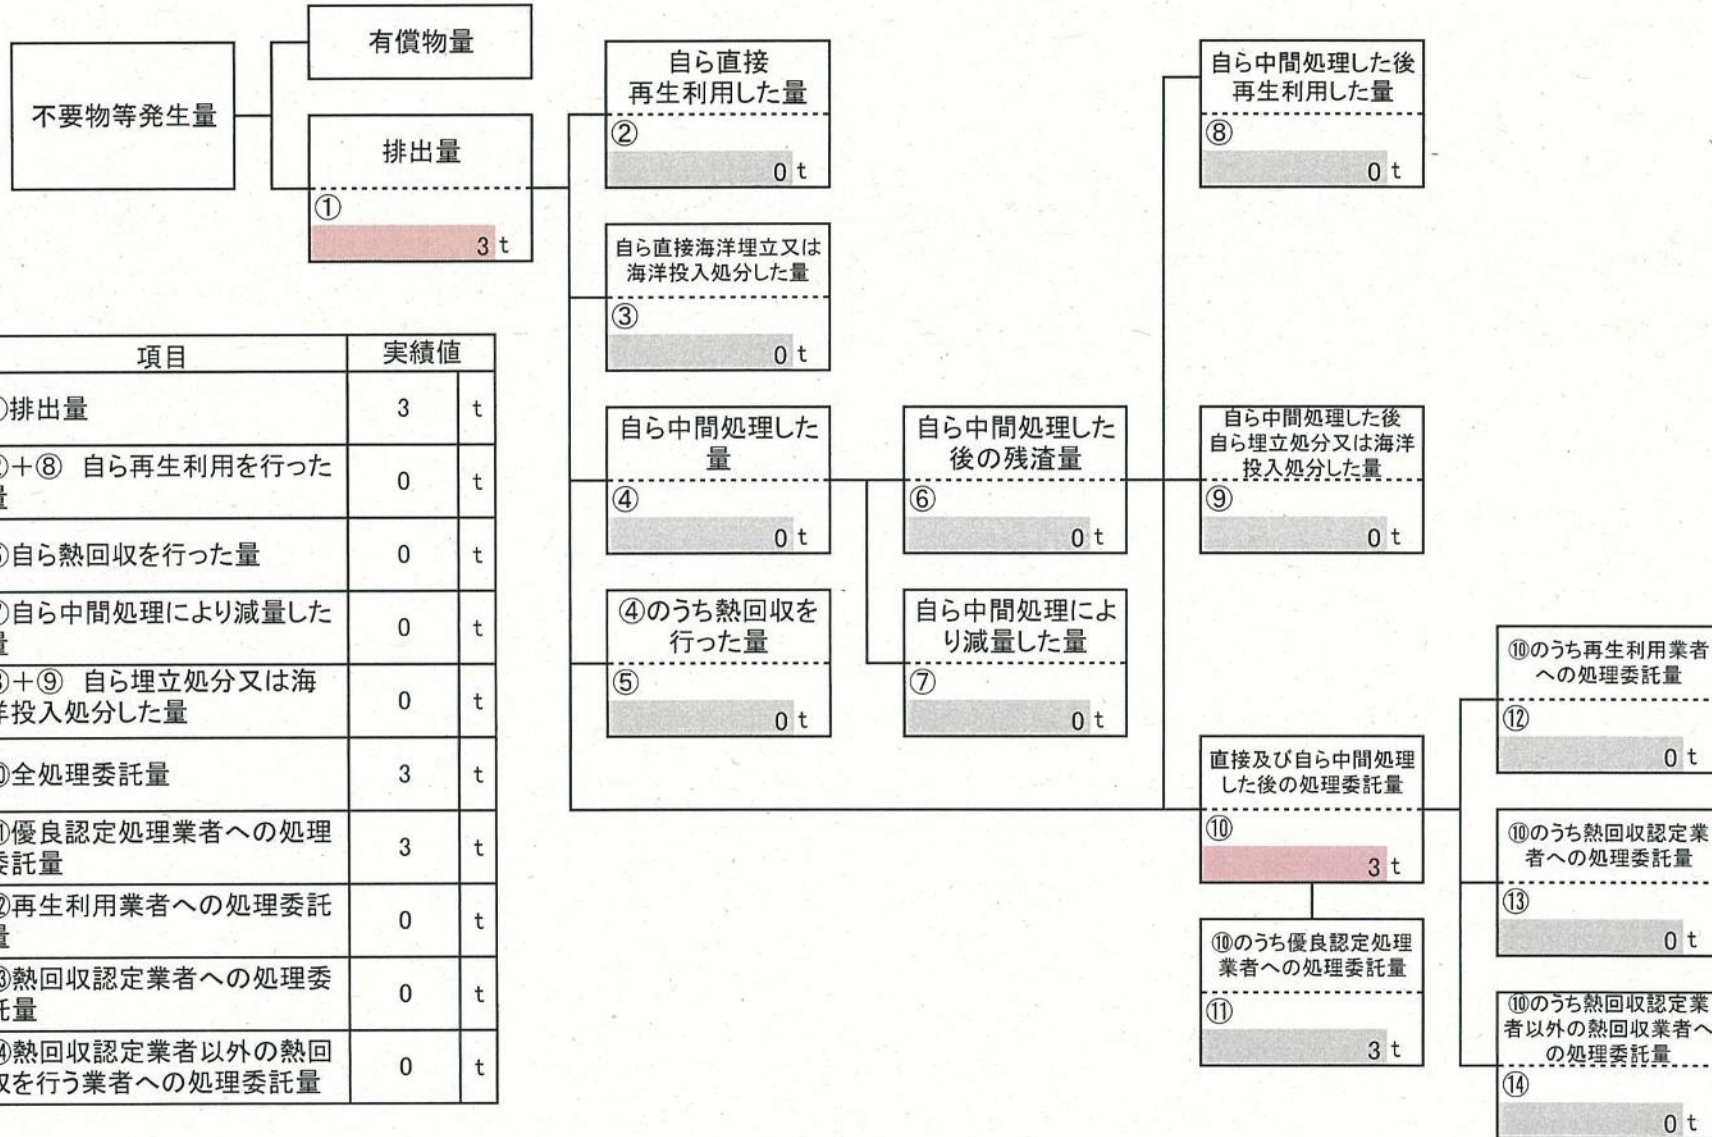 不要物等発生量
有償物量
排出量
①
3 t
自ら直接
再生利用した量
②
0 t
自ら直接海洋埋立又は
海洋投入処分した量
③
0 t
自ら中間処理した
量
④
0 t
④のうち熱回収を
行った量
⑤
0 t
自ら中間処理した
後の残渣量
⑥
0 t
自ら中間処理によ
り減量した量
⑦
0 t
自ら中間処理した後
再生利用した量
⑧
0 t
自ら中間処理した後
自ら埋立処分又は海洋
投入処分した量
⑨
0 t
直接及び自ら中間処理
した後の処理委託量
⑩
3 t
⑩のうち優良認定処理
業者への処理委託量
⑪
3 t
⑩のうち再生利用業者
への処理委託量
⑫
0 t
⑩のうち熱回収認定業
者への処理委託量
⑬
0 t
⑩のうち熱回収認定業
者以外の熱回収業者へ
の処理委託量
⑭
0 t
項目 実績値
①排出量 3 t
②+⑧ 自ら再生利用を行った
量 0 t
⑤自ら熱回収を行った量 0 t
⑦自ら中間処理により減量した
量 0 t
③+⑨ 自ら埋立処分又は海
洋投入処分した量 0 t
⑩全処理委託量 3 t
⑪優良認定処理業者への処理
委託量 3 t
⑫再生利用業者への処理委託
量 0 t
⑬熱回収認定業者への処理委
託量 0 t
⑭熱回収認定業者以外の熱回
収を行う業者への処理委託量 0 t